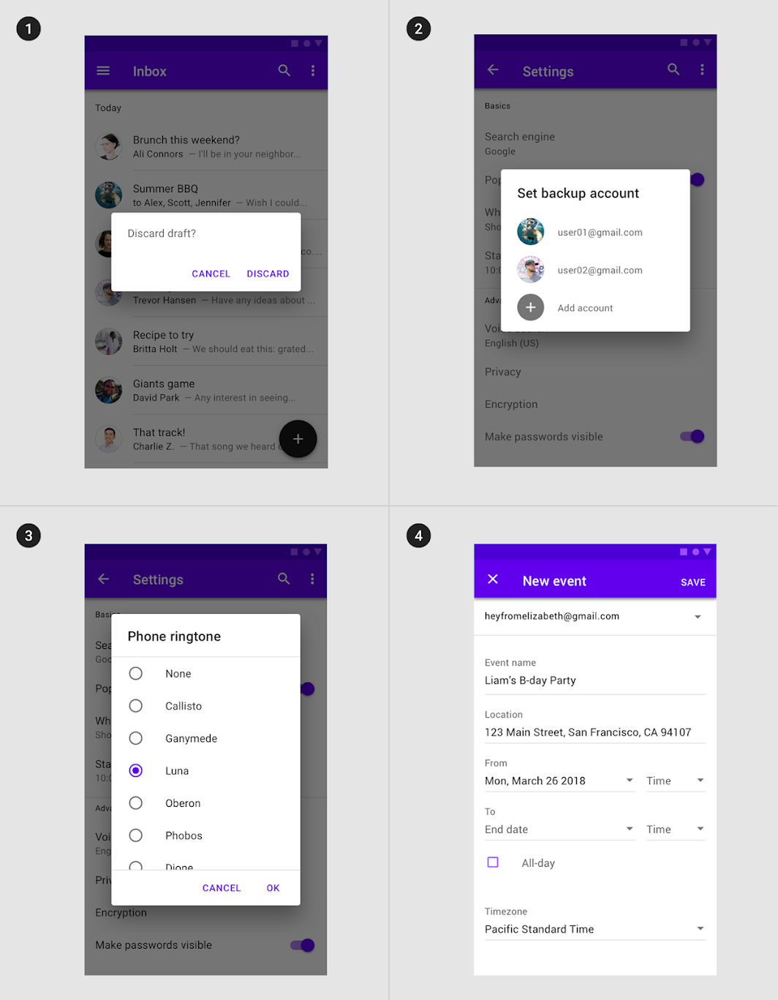 1
Inbox
Today
Brunch this weekend?
Ali Connors — I'll be in your neighbor...
Summer BBQ
to Alex, Scott, Jennifer — Wish I could...
Discard draft?
co....
CANCEL DISCARD
Trevor Hansen — Have any ideas about ...
Recipe to try
Britta Holt — We should eat this: grated...
Giants game
David Park — Any interest in seeing...
That track!
Charlie Z. — That song we heard
2
Settings
Basics
Search engine
Google
Pop
Set backup account
Wh
Sho
user01@gmail.com
Sta
10:0
user02@gmail.com
Adva
Add account
English (US)
Privacy
Encryption
Make passwords visible
3
Settings
Basi
Phone ringtone
Sea
Goo
None
Pop
Callisto
Wh
Sho
Ganymede
Sta
10:0
Luna
Adva
Oberon
Voi
Eng
Phobos
Priv
Dione
CANCEL OK
Encryption
Make passwords visible
4
New event SAVE
heyfromelizabeth@gmail.com
Event name
Liam's B-day Party
Location
123 Main Street, San Francisco, CA 94107
From
Mon, March 26 2018 Time
To
End date Time
All-day
Timezone
Pacific Standard Time